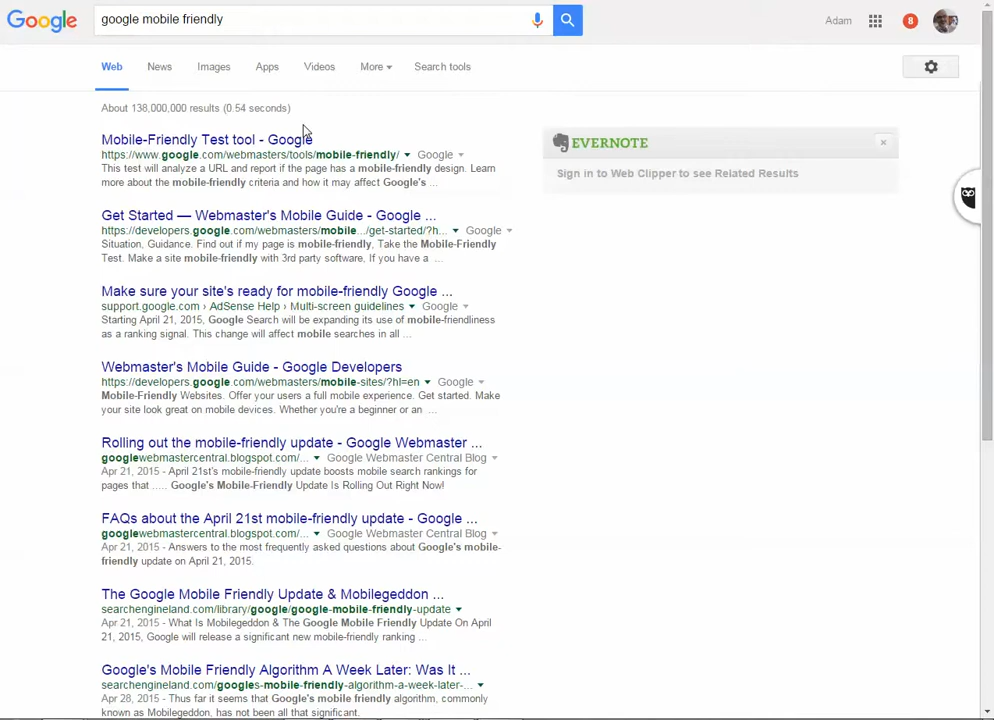 Google
google mobile friendly
Adam
8
Web News Images Apps Videos More Search tools
About 138,000,000 results (0.54 seconds)
Mobile-Friendly Test tool - Google
https://www.google.com/webmasters/tools/mobile-friendly/ Google
This test will analyze a URL and report if the page has a mobile-friendly design. Learn
more about the mobile-friendly criteria and how it may affect Google's ...
Get Started — Webmaster's Mobile Guide - Google ...
https://developers.google.com/webmasters/mobile.../get-started/?h... Google
Situation, Guidance. Find out if my page is mobile-friendly, Take the Mobile-Friendly
Test. Make a site mobile-friendly with 3rd party software, If you have a ...
Make sure your site's ready for mobile-friendly Google ...
support.google.com › AdSense Help › Multi-screen guidelines Google
Starting April 21, 2015, Google Search will be expanding its use of mobile-friendliness
as a ranking signal. This change will affect mobile searches in all ...
Webmaster's Mobile Guide - Google Developers
https://developers.google.com/webmasters/mobile-sites/?hl=en Google
Mobile-Friendly Websites. Offer your users a full mobile experience. Get started. Make
your site look great on mobile devices. Whether you're a beginner or an ...
Rolling out the mobile-friendly update - Google Webmaster ...
googlewebmastercentral.blogspot.com/... Google Webmaster Central Blog
Apr 21, 2015 - April 21st's mobile-friendly update boosts mobile search rankings for
pages that ..... Google's Mobile-Friendly Update Is Rolling Out Right Now!
FAQs about the April 21st mobile-friendly update - Google ...
googlewebmastercentral.blogspot.com/... Google Webmaster Central Blog
Apr 21, 2015 - Answers to the most frequently asked questions about Google's mobile-
friendly update on April 21, 2015.
The Google Mobile Friendly Update & Mobilegeddon ...
searchengineland.com/library/google/google-mobile-friendly-update
Apr 21, 2015 - What Is Mobilegeddon & The Google Mobile Friendly Update On April
21, 2015, Google will release a significant new mobile-friendly ranking ...
Google's Mobile Friendly Algorithm A Week Later: Was It ...
searchengineland.com/googles-mobile-friendly-algorithm-a-week-later-...
Apr 28, 2015 - Thus far it seems that Google's mobile friendly algorithm, commonly
known as Mobilegeddon, has not been all that significant.
EVERNOTE
Sign in to Web Clipper to see Related Results